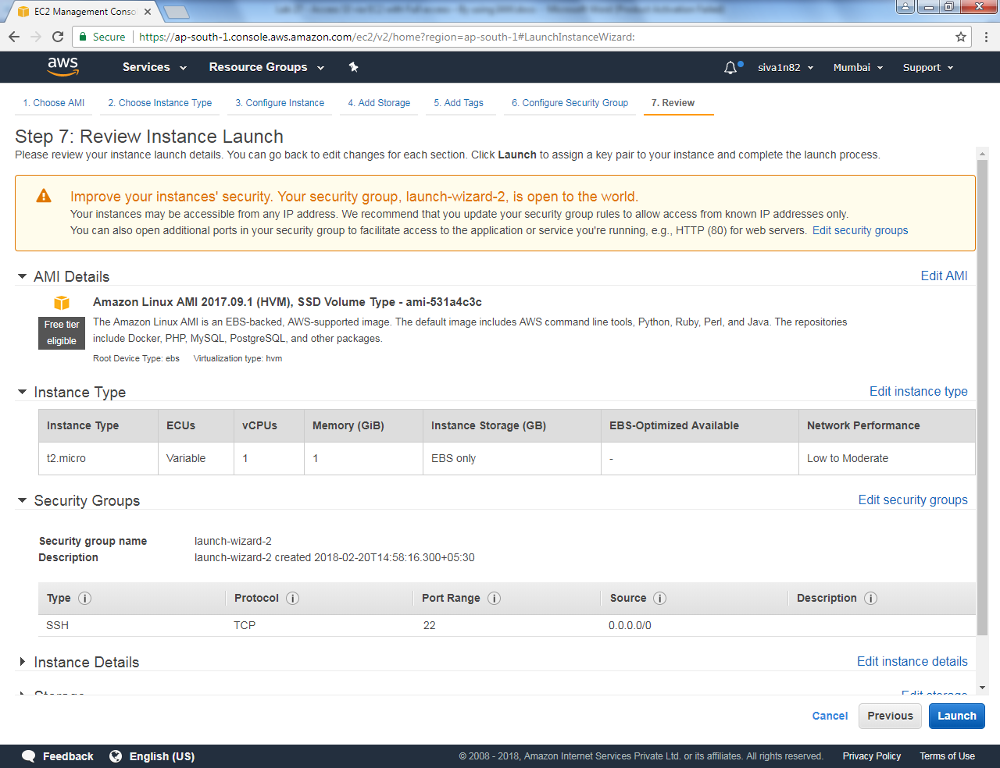 EC2 Management Conso
Secure https://ap-south-1.console.aws.amazon.com/ec2/v2/home?region=ap-south-1#LaunchInstanceWizard:
aws Services Resource Groups siva1n82 Mumbai Support
1. Choose AMI 2. Choose Instance Type 3. Configure Instance 4. Add Storage 5. Add Tags 6. Configure Security Group 7. Review
Step 7: Review Instance Launch
Please review your instance launch details. You can go back to edit changes for each section. Click Launch to assign a key pair to your instance and complete the launch process.
Improve your instances' security. Your security group, launch-wizard-2, is open to the world.
Your instances may be accessible from any IP address. We recommend that you update your security group rules to allow access from known IP addresses only.
You can also open additional ports in your security group to facilitate access to the application or service you're running, e.g., HTTP (80) for web servers. Edit security groups
AMI Details Edit AMI
Amazon Linux AMI 2017.09.1 (HVM), SSD Volume Type - ami-531a4c3c
Free tier
eligible
The Amazon Linux AMI is an EBS-backed, AWS-supported image. The default image includes AWS command line tools, Python, Ruby, Perl, and Java. The repositories
include Docker, PHP, MySQL, PostgreSQL, and other packages.
Root Device Type: ebs Virtualization type: hvm
Instance Type Edit instance type
Instance Type ECUs vCPUs Memory (GiB) Instance Storage (GB) EBS-Optimized Available Network Performance
t2.micro Variable 1 1 EBS only - Low to Moderate
Security Groups Edit security groups
Security group name launch-wizard-2
Description launch-wizard-2 created 2018-02-20T14:58:16.300+05:30
Type Protocol Port Range Source Description
SSH TCP 22 0.0.0.0/0
Instance Details Edit instance details
Storage Edit storage
Cancel Previous Launch
Feedback English (US) © 2008 - 2018, Amazon Internet Services Private Ltd. or its affiliates. All rights reserved. Privacy Policy Terms of Use